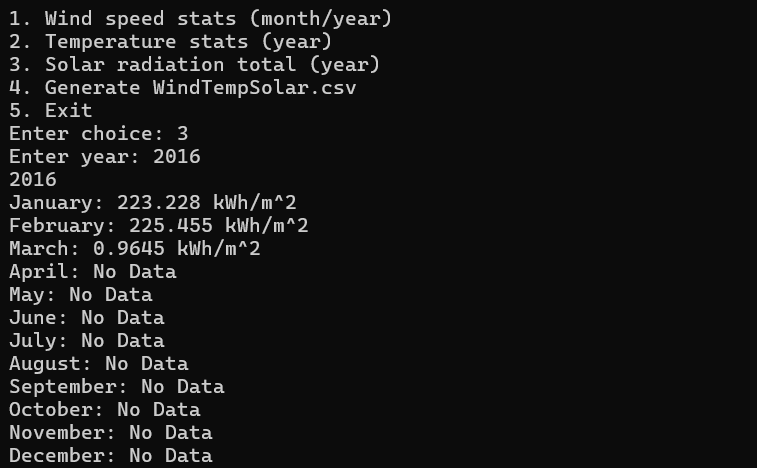 1. Wind speed stats (month/year)
2. Temperature stats (year)
3. Solar radiation total (year)
4. Generate WindTempSolar.csv
5. Exit
Enter choice: 3
Enter year: 2016
2016
January: 223.228 kWh/m^2
February: 225.455 kWh/m^2
March: 0.9645 kWh/m^2
April: No Data
May: No Data
June: No Data
July: No Data
August: No Data
September: No Data
October: No Data
November: No Data
December: No Data